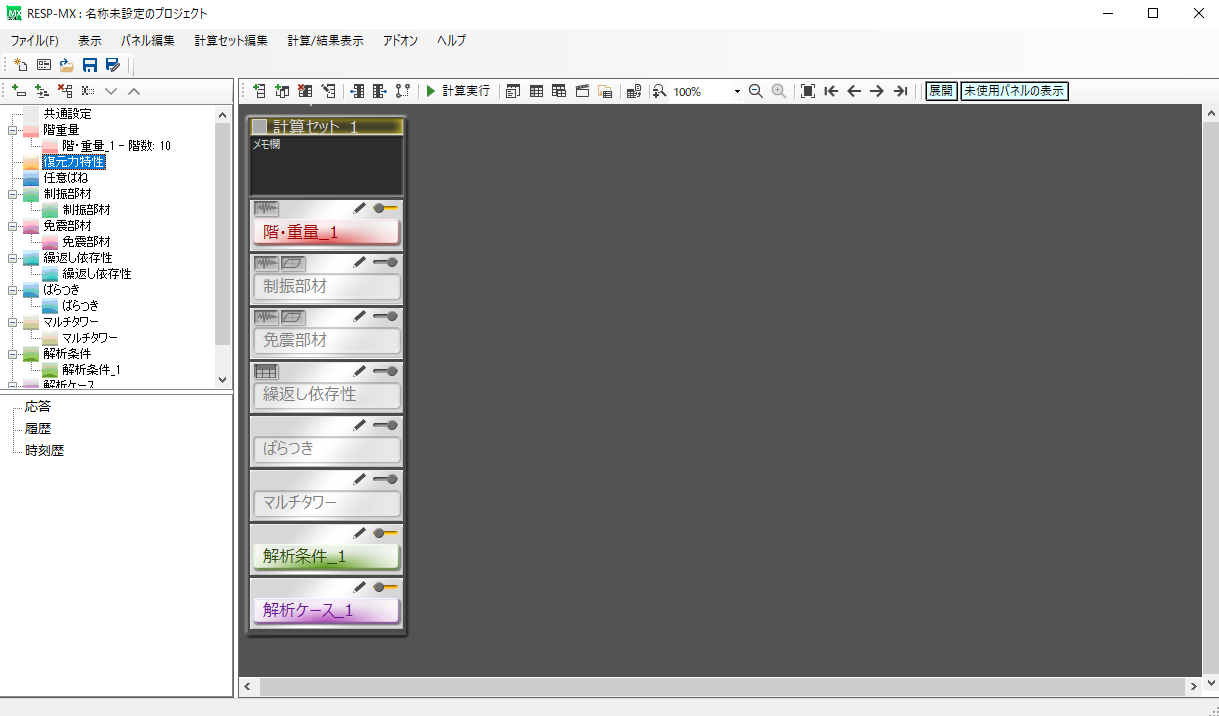 RESP-MX : 名称未設定のプロジェクト
ファイル(F) 表示 パネル編集 計算セット編集 計算/結果表示 アドオン ヘルプ
計算実行 100% 展開 未使用パネルの表示
共通設定
階重量
階・重量_1 - 階数: 10
復元力特性
任意ばね
制振部材
制振部材
免震部材
免震部材
繰返し依存性
繰返し依存性
ばらつき
ばらつき
マルチタワー
マルチタワー
解析条件
解析条件_1
解析ケース
応答
履歴
時刻歴
計算セット_1
メモ欄
階・重量_1
制振部材
免震部材
繰返し依存性
ばらつき
マルチタワー
解析条件_1
解析ケース_1